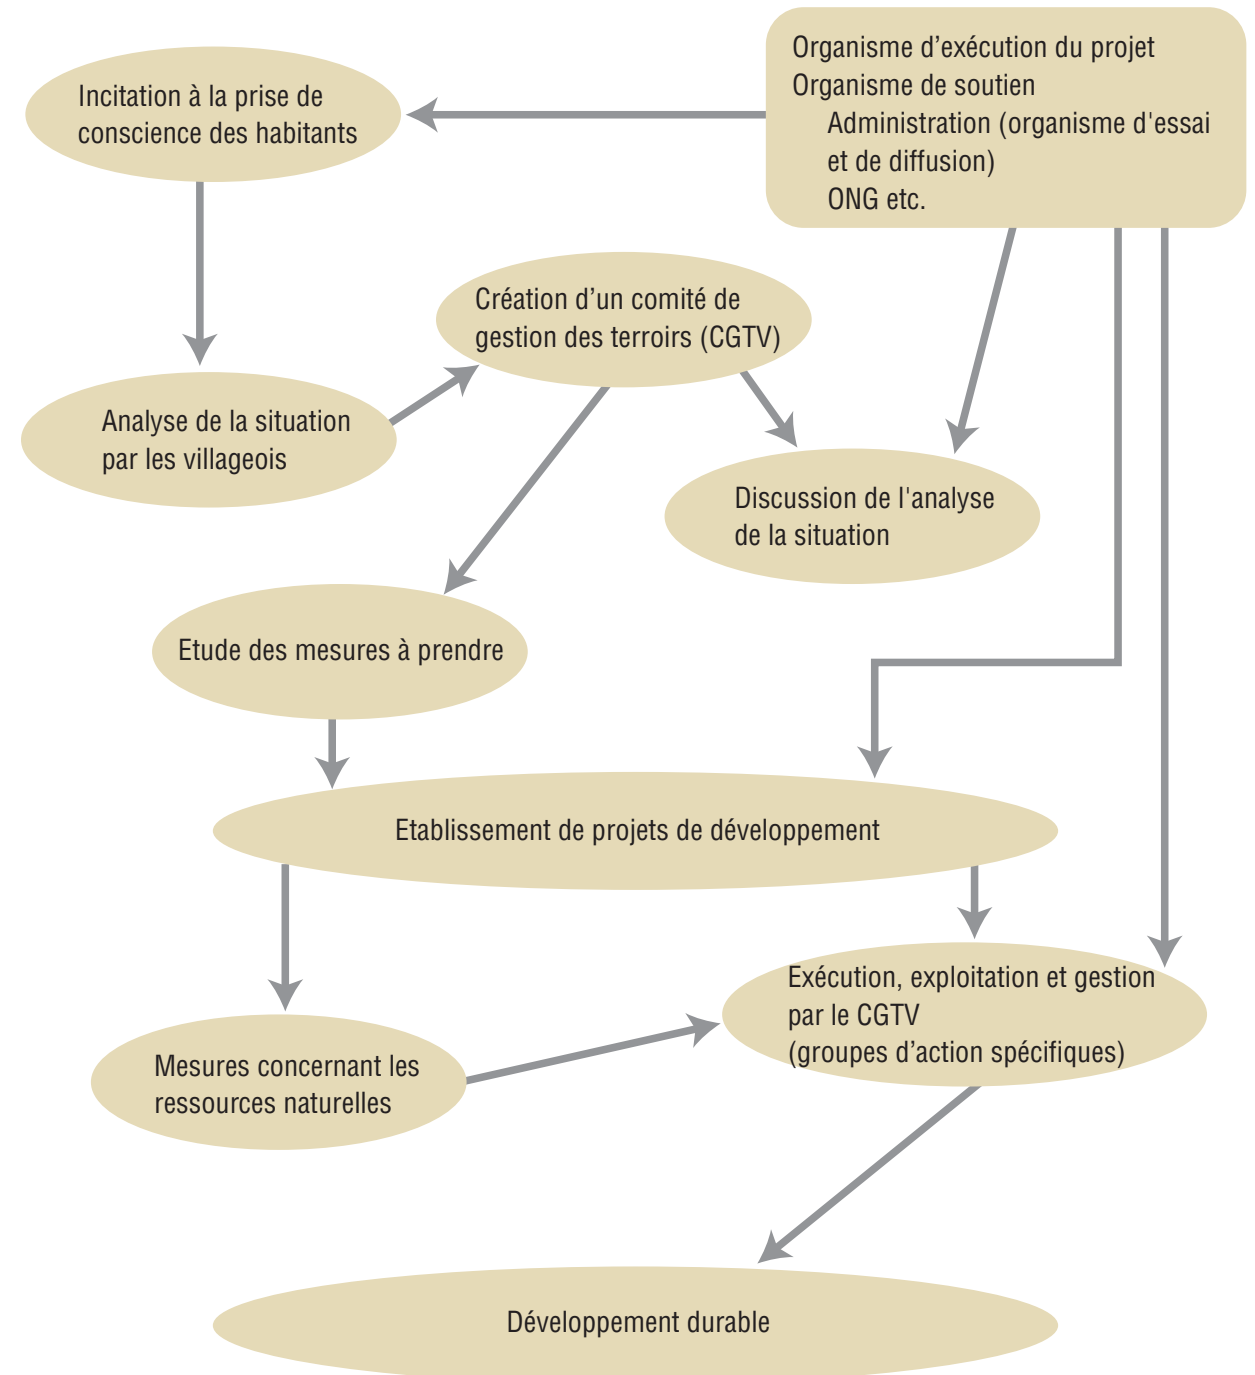 Organisme d’exécution du projet
Organisme de soutien
Administration (organisme d'essai
et de diffusion)
ONG etc.
Incitation à la prise de
conscience des habitants
Création d’un comité de
gestion des terroirs (CGTV)
Analyse de la situation
par les villageois
Discussion de l'analyse
de la situation
Etude des mesures à prendre
Etablissement de projets de développement
Exécution, exploitation et gestion
par le CGTV
(groupes d’action spécifiques)
Mesures concernant les
ressources naturelles
Développement durable